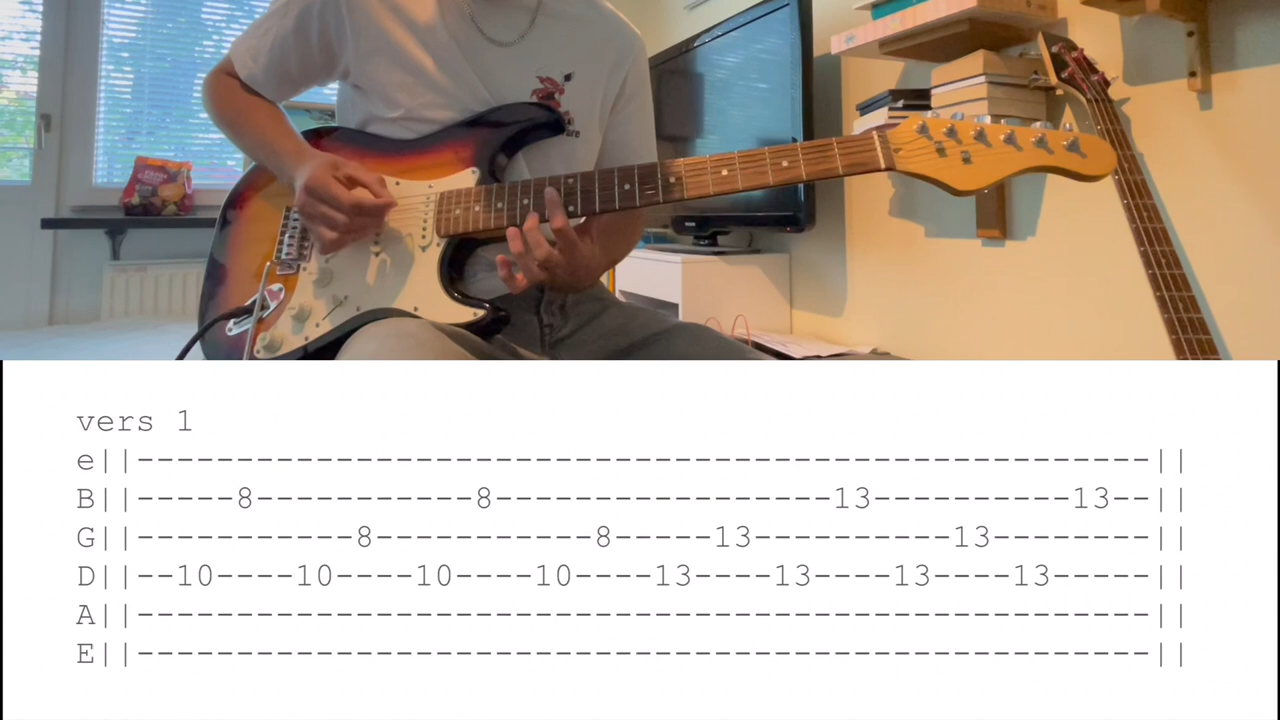 vers 1
e||---------------------------------------------------||
B||-----8-----------8-----------------13----------13--||
G||-----------8-----------8-----13----------13--------||
D||--10----10----10----10----13----13----13----13-----||
A||---------------------------------------------------||
E||---------------------------------------------------||